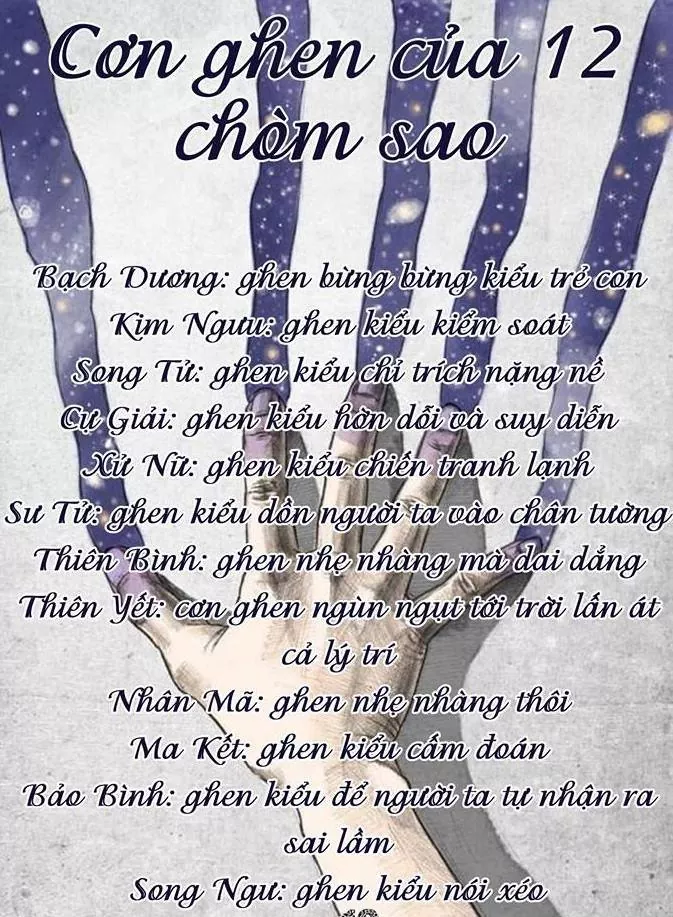 Cơn ghen của 12
chòm sao
Bạch Dương: ghen bừng bừng kiểu trẻ con
Kim Ngưu: ghen kiểu kiểm soát
Song Tử: ghen kiểu chỉ trích nặng nề
Cự Giải: ghen kiểu hờn dỗi và suy diễn
Xử Nữ: ghen kiểu chiến tranh lạnh
Sư Tử: ghen kiểu dồn người ta vào chân tường
Thiên Bình: ghen nhẹ nhàng mà dai dẳng
Thiên Yết: cơn ghen ngùn ngụt tới trời lấn át
cả lý trí
Nhân Mã: ghen nhẹ nhàng thôi
Ma Kết: ghen kiểu cấm đoán
Bảo Bình: ghen kiểu để người ta tự nhận ra
sai lầm
Song Ngư: ghen kiểu nói xéo